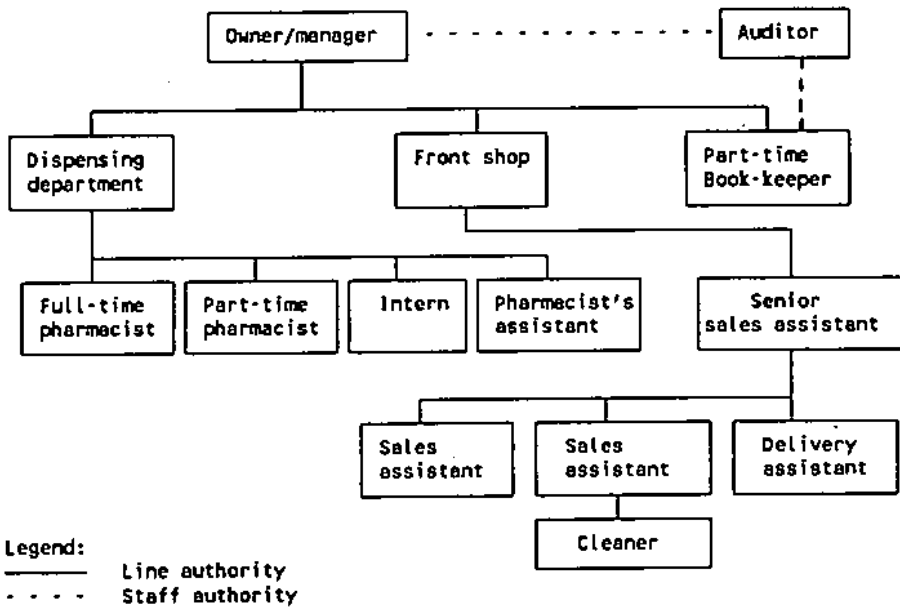 Owner/manager
Auditor
Dispensing
department
Front shop
Part-time
Book-keeper
Full-time
pharmacist
Part-time
pharmacist
Intern
Pharmacist's
assistant
Senior
sales assistant
Sales
assistant
Sales
assistant
Delivery
assistant
Cleaner
Legend:
Line authority
Staff authority